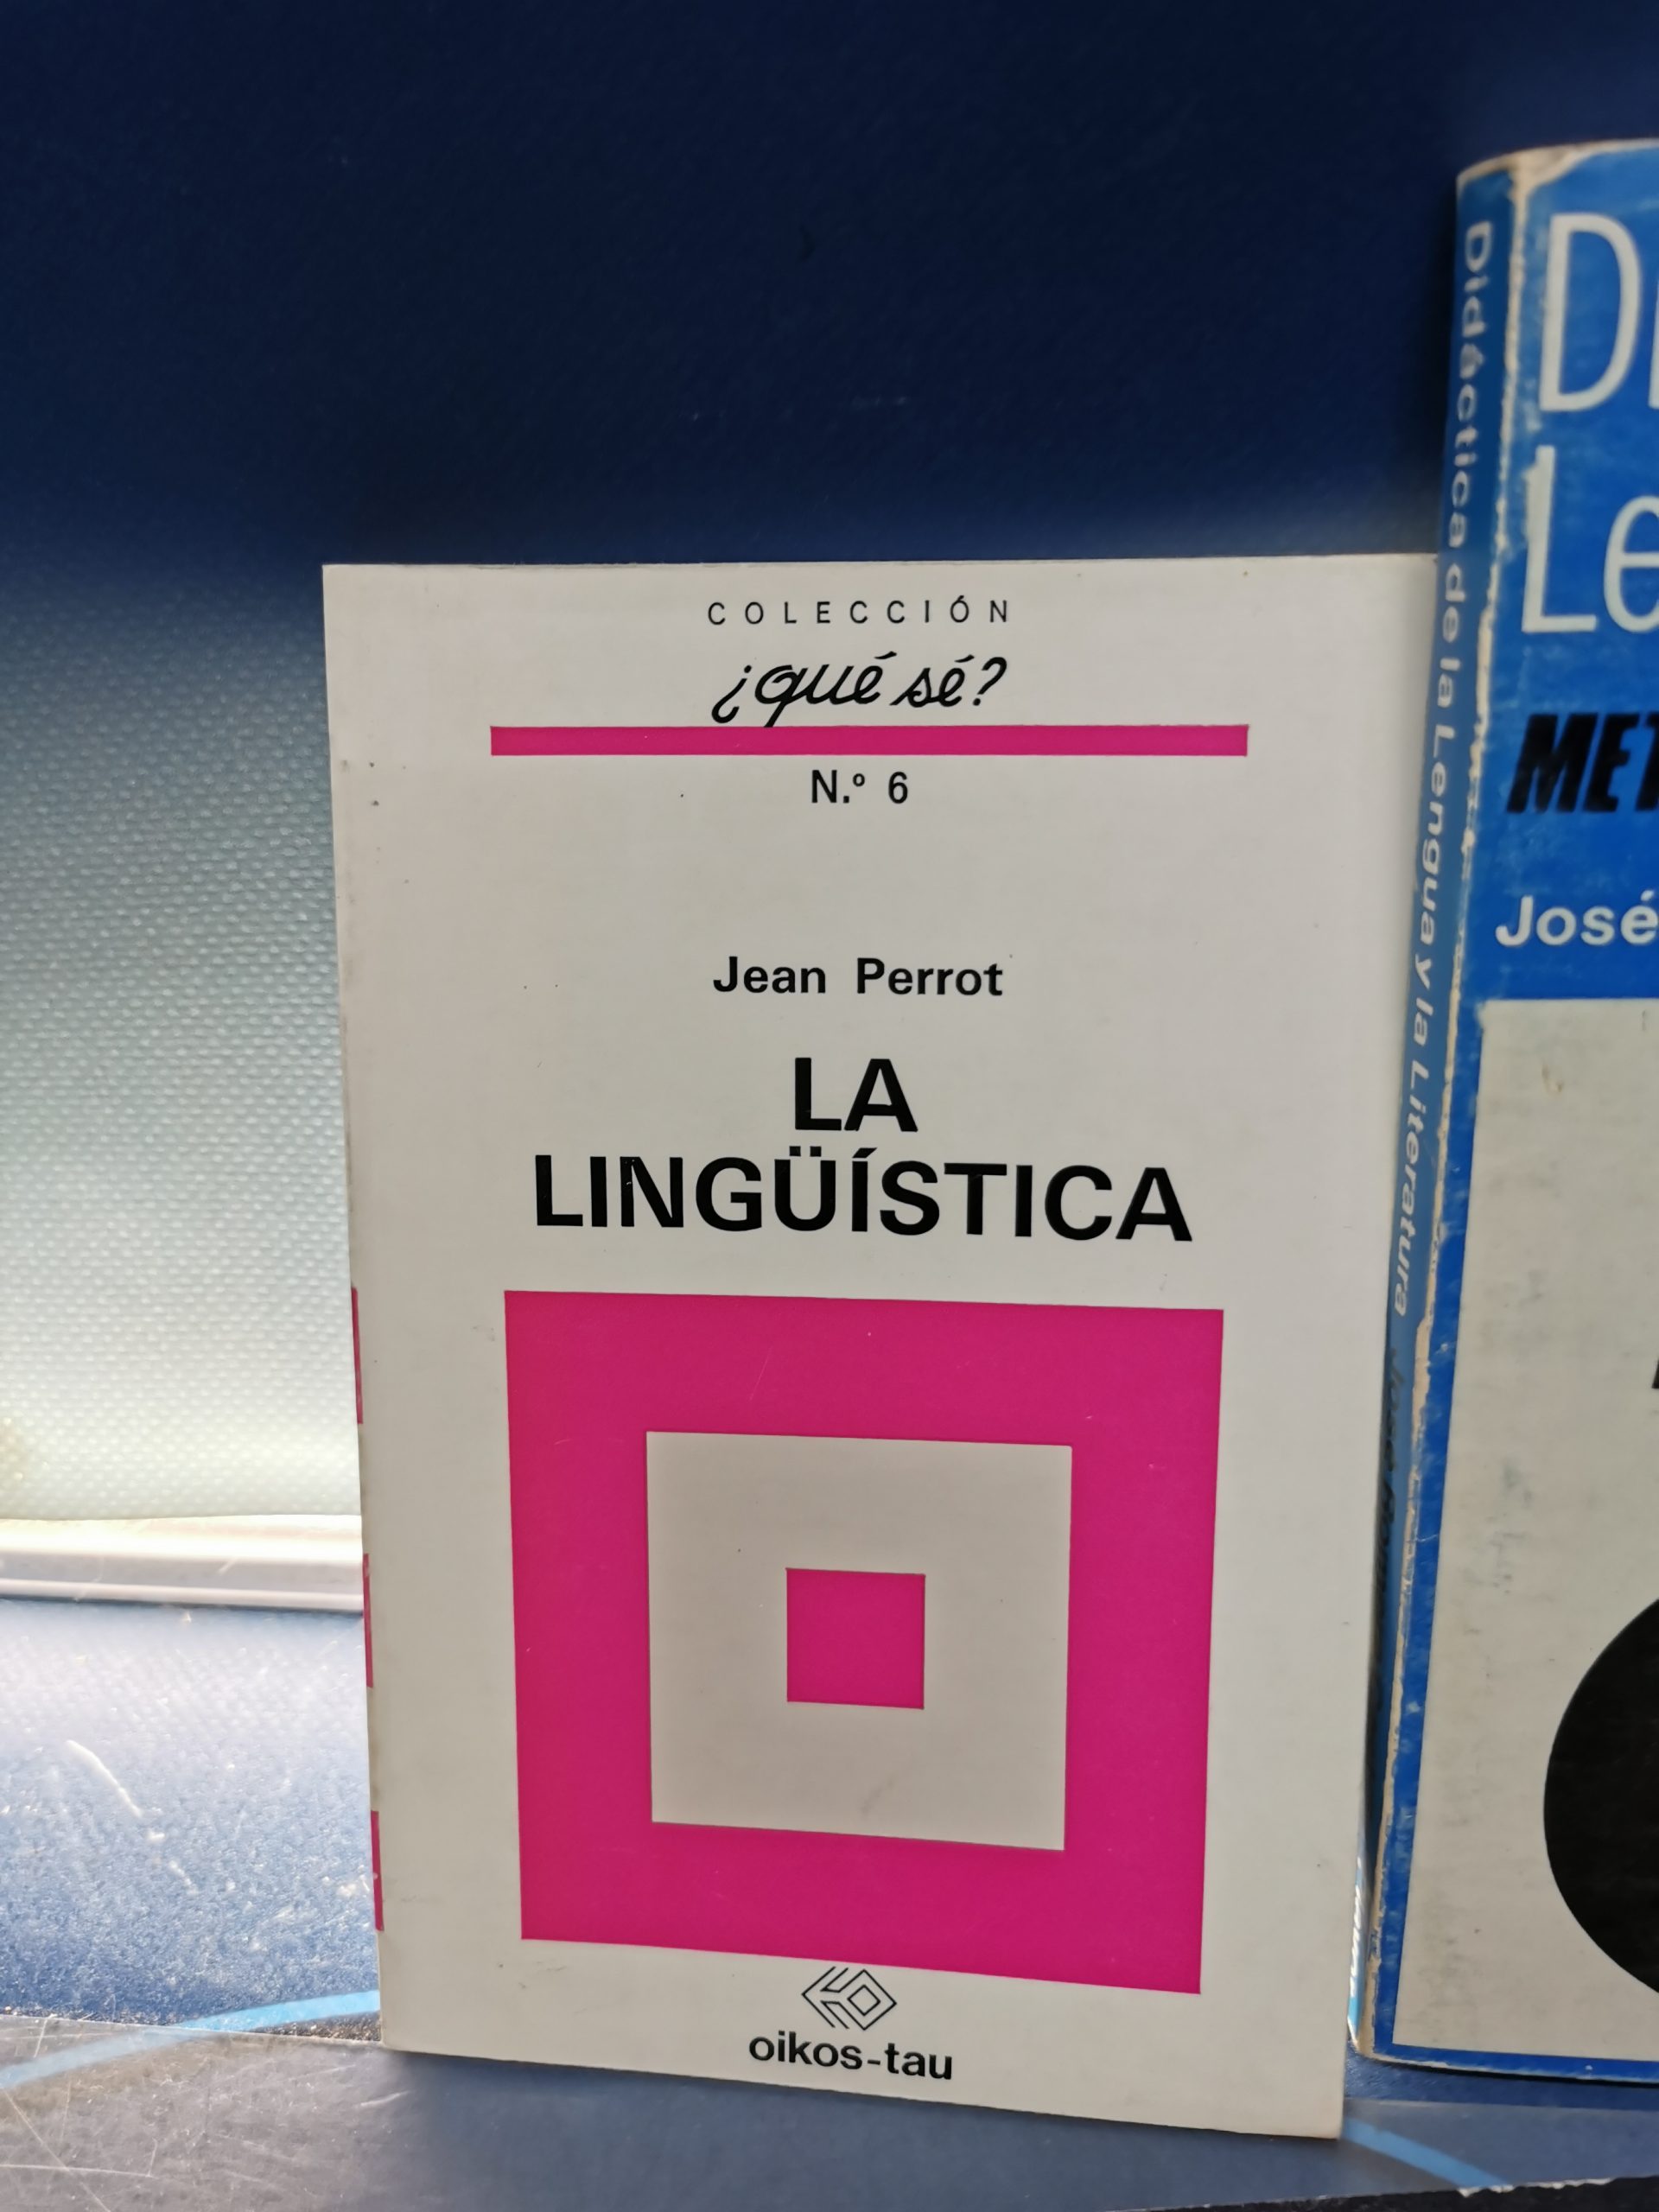 COLECCIÓN
¿qué sé?
N.º 6
Jean Perrot
LA
LINGÜÍSTICA
oikos-tau
Didáctica de la Lengua y la Literatura
José